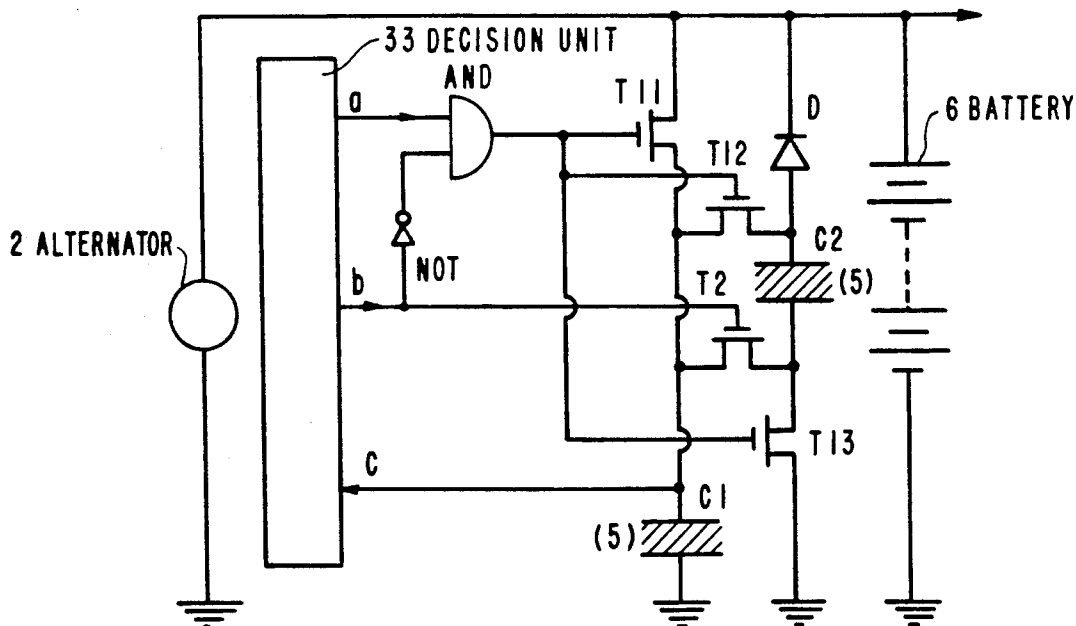 33 DECISION UNIT
AND
a
T11
D
6 BATTERY
T12
2 ALTERNATOR
NOT
C2
(5)
b
T2
T13
C
C1
(5)